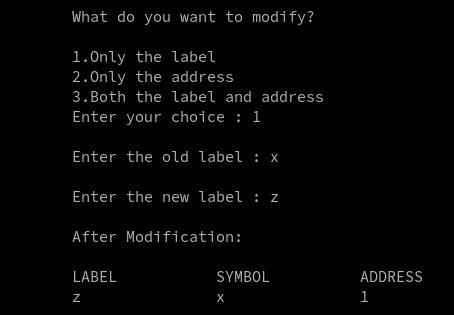 What do you want to modify?
1.Only the label
2.Only the address
3.Both the label and address
Enter your choice : 1
Enter the old label : x
Enter the new label : z
After Modification:
LABEL SYMBOL ADDRESS
z x 1